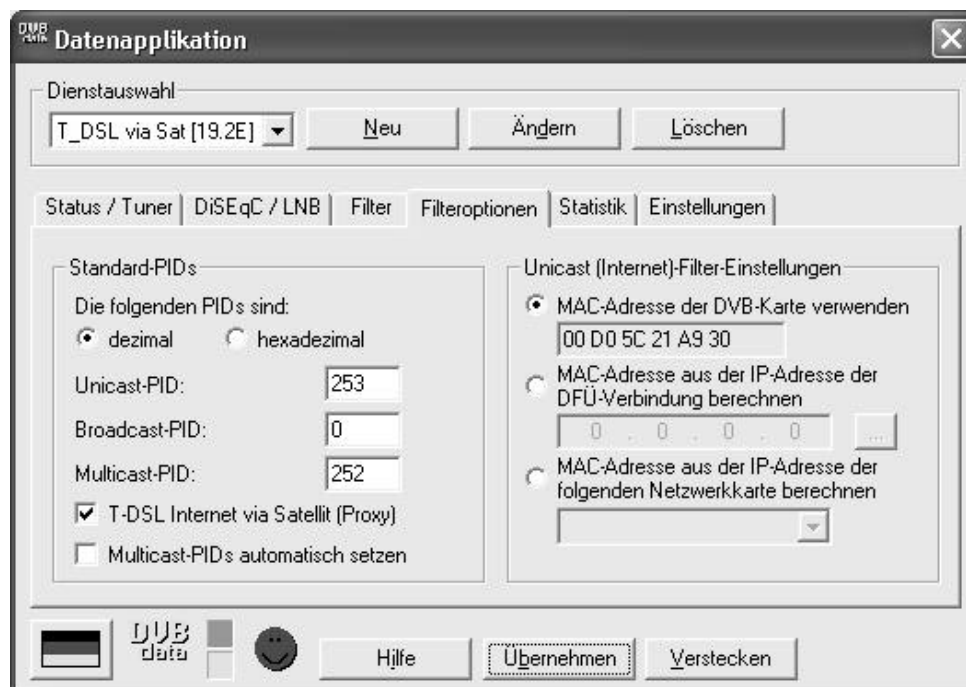 DVB data Datenapplikation
Dienstauswahl
T_DSL via Sat [19.2E] Neu Ändern Löschen
Status / Tuner DiSEqC / LNB Filter Filteroptionen Statistik Einstellungen
Standard-PIDs
Die folgenden PIDs sind:
dezimal hexadezimal
Unicast-PID: 253
Broadcast-PID: 0
Multicast-PID: 252
T-DSL Internet via Satellit (Proxy)
Multicast-PIDs automatisch setzen
Unicast (Internet)-Filter-Einstellungen
MAC-Adresse der DVB-Karte verwenden
00 D0 5C 21 A9 30
MAC-Adresse aus der IP-Adresse der
DFÜ-Verbindung berechnen
0 . 0 . 0 . 0 ...
MAC-Adresse aus der IP-Adresse der
folgenden Netzwerkkarte berechnen
DVB
data
Hilfe Übernehmen Verstecken